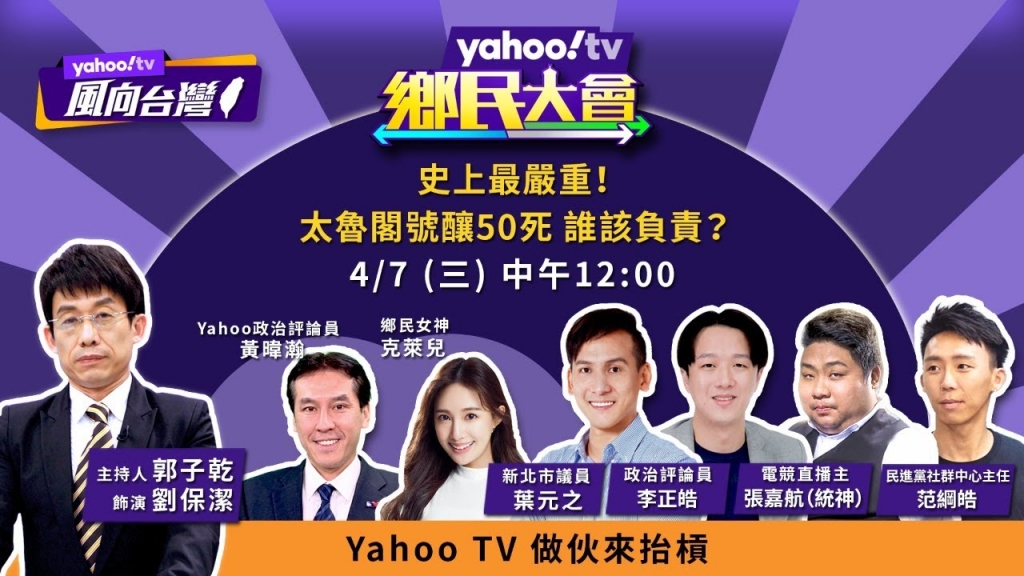 yahoo!tv
風向台灣
yahoo!tv
鄉民大會
史上最嚴重!
太魯閣號釀50死 誰該負責?
4/7 (三) 中午12:00
Yahoo政治評論員
黃暐瀚
鄉民女神
克萊兒
主持人 郭子乾
飾演 劉保潔
新北市議員
葉元之
政治評論員
李正皓
電競直播主
張嘉航(統神)
民進黨社群中心主任
范綱皓
Yahoo TV 做伙來抬槓